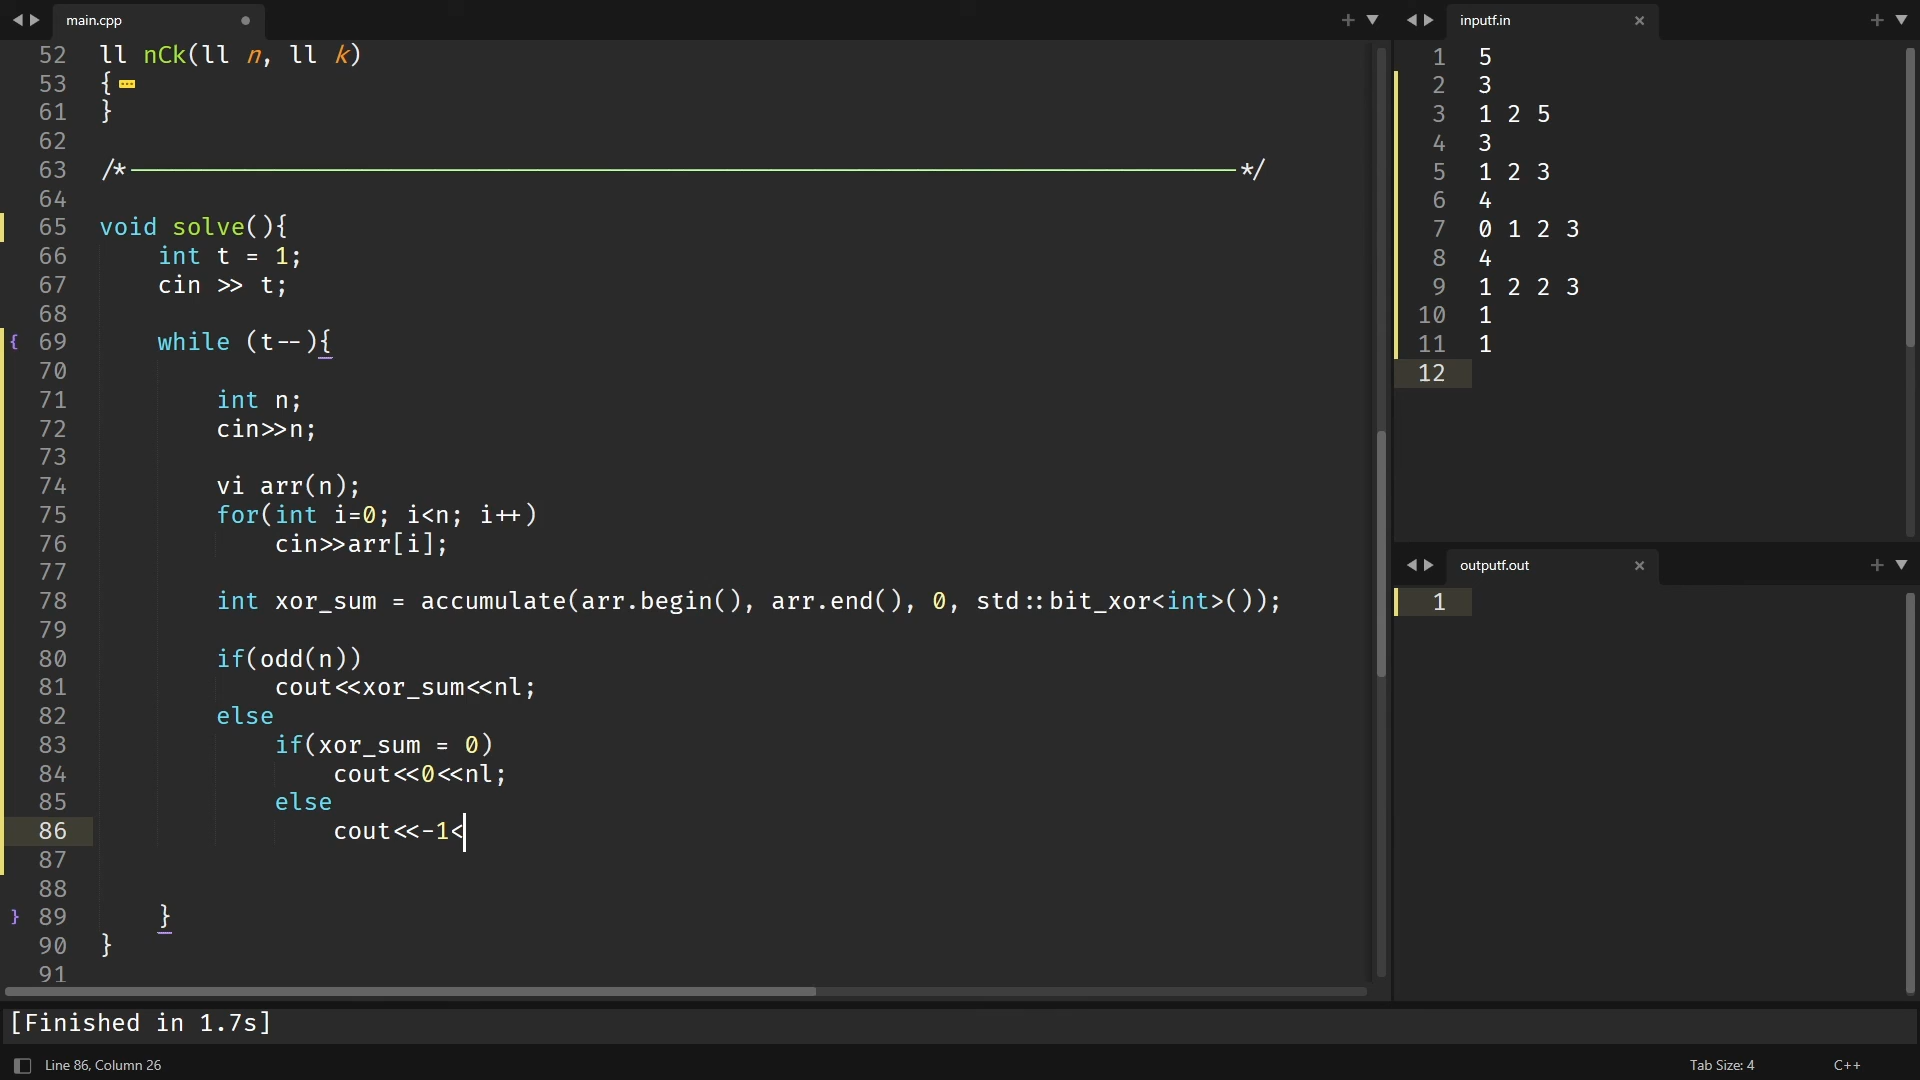 main.cpp
52 ll nCk(ll n, ll k)
53 {
61 }
62
63 /*──────────────────────────────────────*/
64
65 void solve(){
66 int t = 1;
67 cin >> t;
68
{ 69 while (t--){
70
71 int n;
72 cin>>n;
73
74 vi arr(n);
75 for(int i=0; i<n; i++)
76 cin>>arr[i];
77
78 int xor_sum = accumulate(arr.begin(), arr.end(), 0, std::bit_xor<int>());
79
80 if(odd(n))
81 cout<<xor_sum<<nl;
82 else
83 if(xor_sum = 0)
84 cout<<0<<nl;
85 else
86 cout<<-1<
87
88
} 89 }
90 }
91
inputf.in
1 5
2 3
3 1 2 5
4 3
5 1 2 3
6 4
7 0 1 2 3
8 4
9 1 2 2 3
10 1
11 1
12
outputf.out
1
[Finished in 1.7s]
Line 86, Column 26
Tab Size: 4
C++